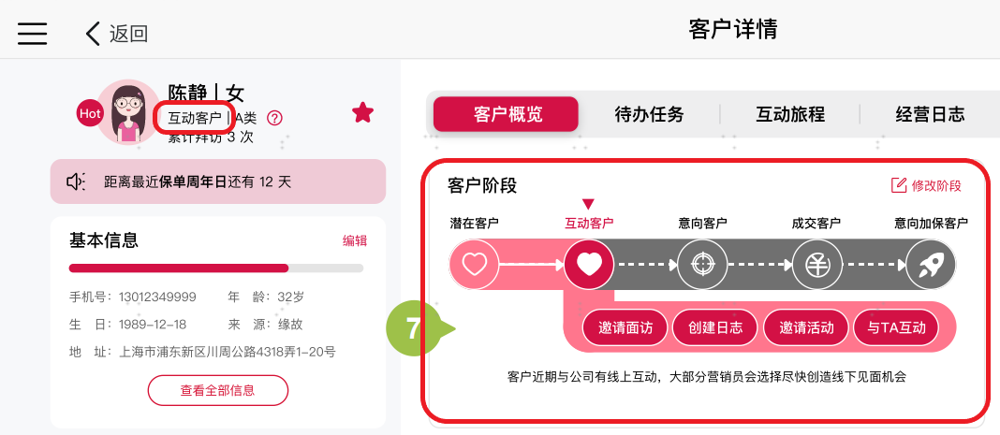 返回
客户详情
Hot
陈静 | 女
互动客户 | A类 ?
累计拜访 3 次
距离最近保单周年日还有 12 天
基本信息
编辑
手机号：13012349999
年 龄：32岁
生 日：1989-12-18
来 源：缘故
地 址：上海市浦东新区川周公路4318弄1-20号
查看全部信息
客户概览
待办任务
互动旅程
经营日志
客户阶段
修改阶段
潜在客户
互动客户
意向客户
成交客户
意向加保客户
7
邀请面访
创建日志
邀请活动
与TA互动
客户近期与公司有线上互动，大部分营销员会选择尽快创造线下见面机会